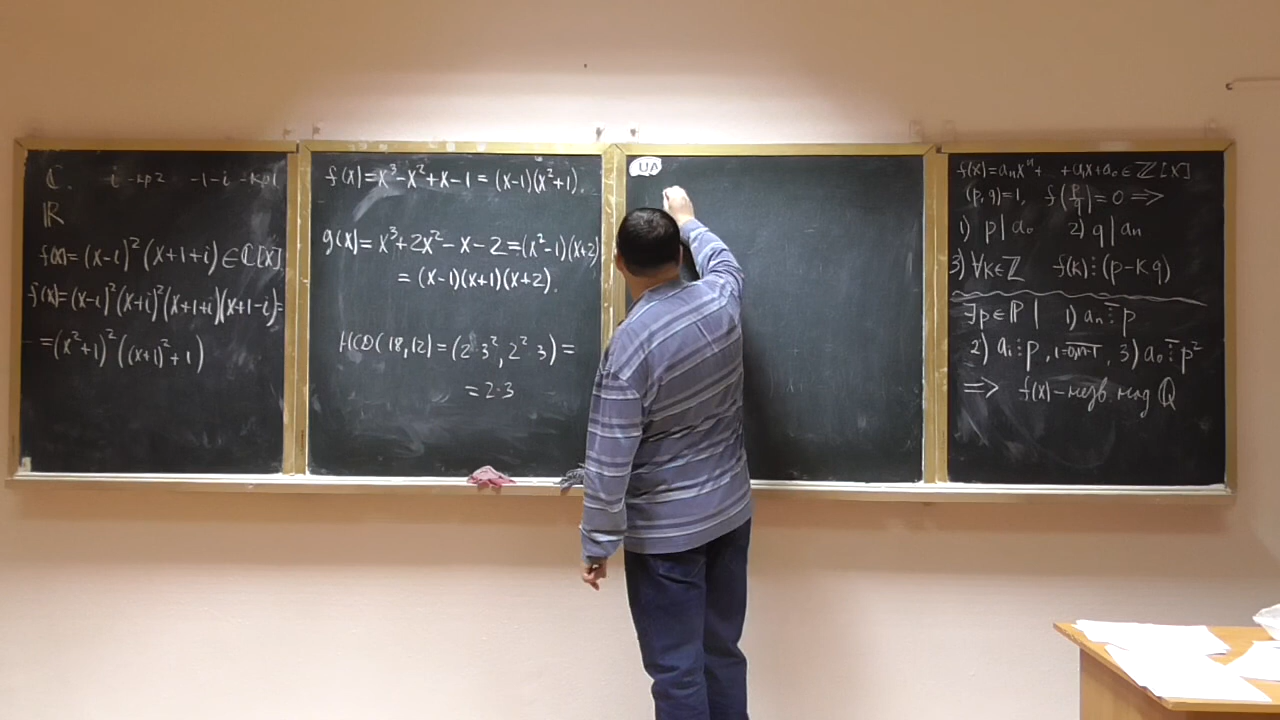 ℂ. i - кр2 -1-i - кр1
ℝ
f(x)=(x-i)²(x+1+i)∈ℂ[x]
f(x)=(x-i)²(x+i)²(x+1+i)(x+1-i)=
=(x²+1)²((x+1)²+1)
f(x)=x³-x²+x-1=(x-1)(x²+1).
g(x)=x³+2x²-x-2=(x²-1)(x+2)
=(x-1)(x+1)(x+2).
НСД(18,12)=(2·3²,2²·3)=
=2·3
UA
f(x)=aₙxⁿ+...+a₁x+a₀∈ℤ[x]
(p,q)=1, f(p/q)=0 =>
1) p|a₀ 2) q|aₙ
3) ∀k∈ℤ f(k)⋮(p-kq)
∃p∈ℙ | 1) aₙ ⋮̅ p
2) aᵢ⋮p, i=0,n-1, 3) a₀ ⋮̅ p²
=> f(x)-незв. над ℚ